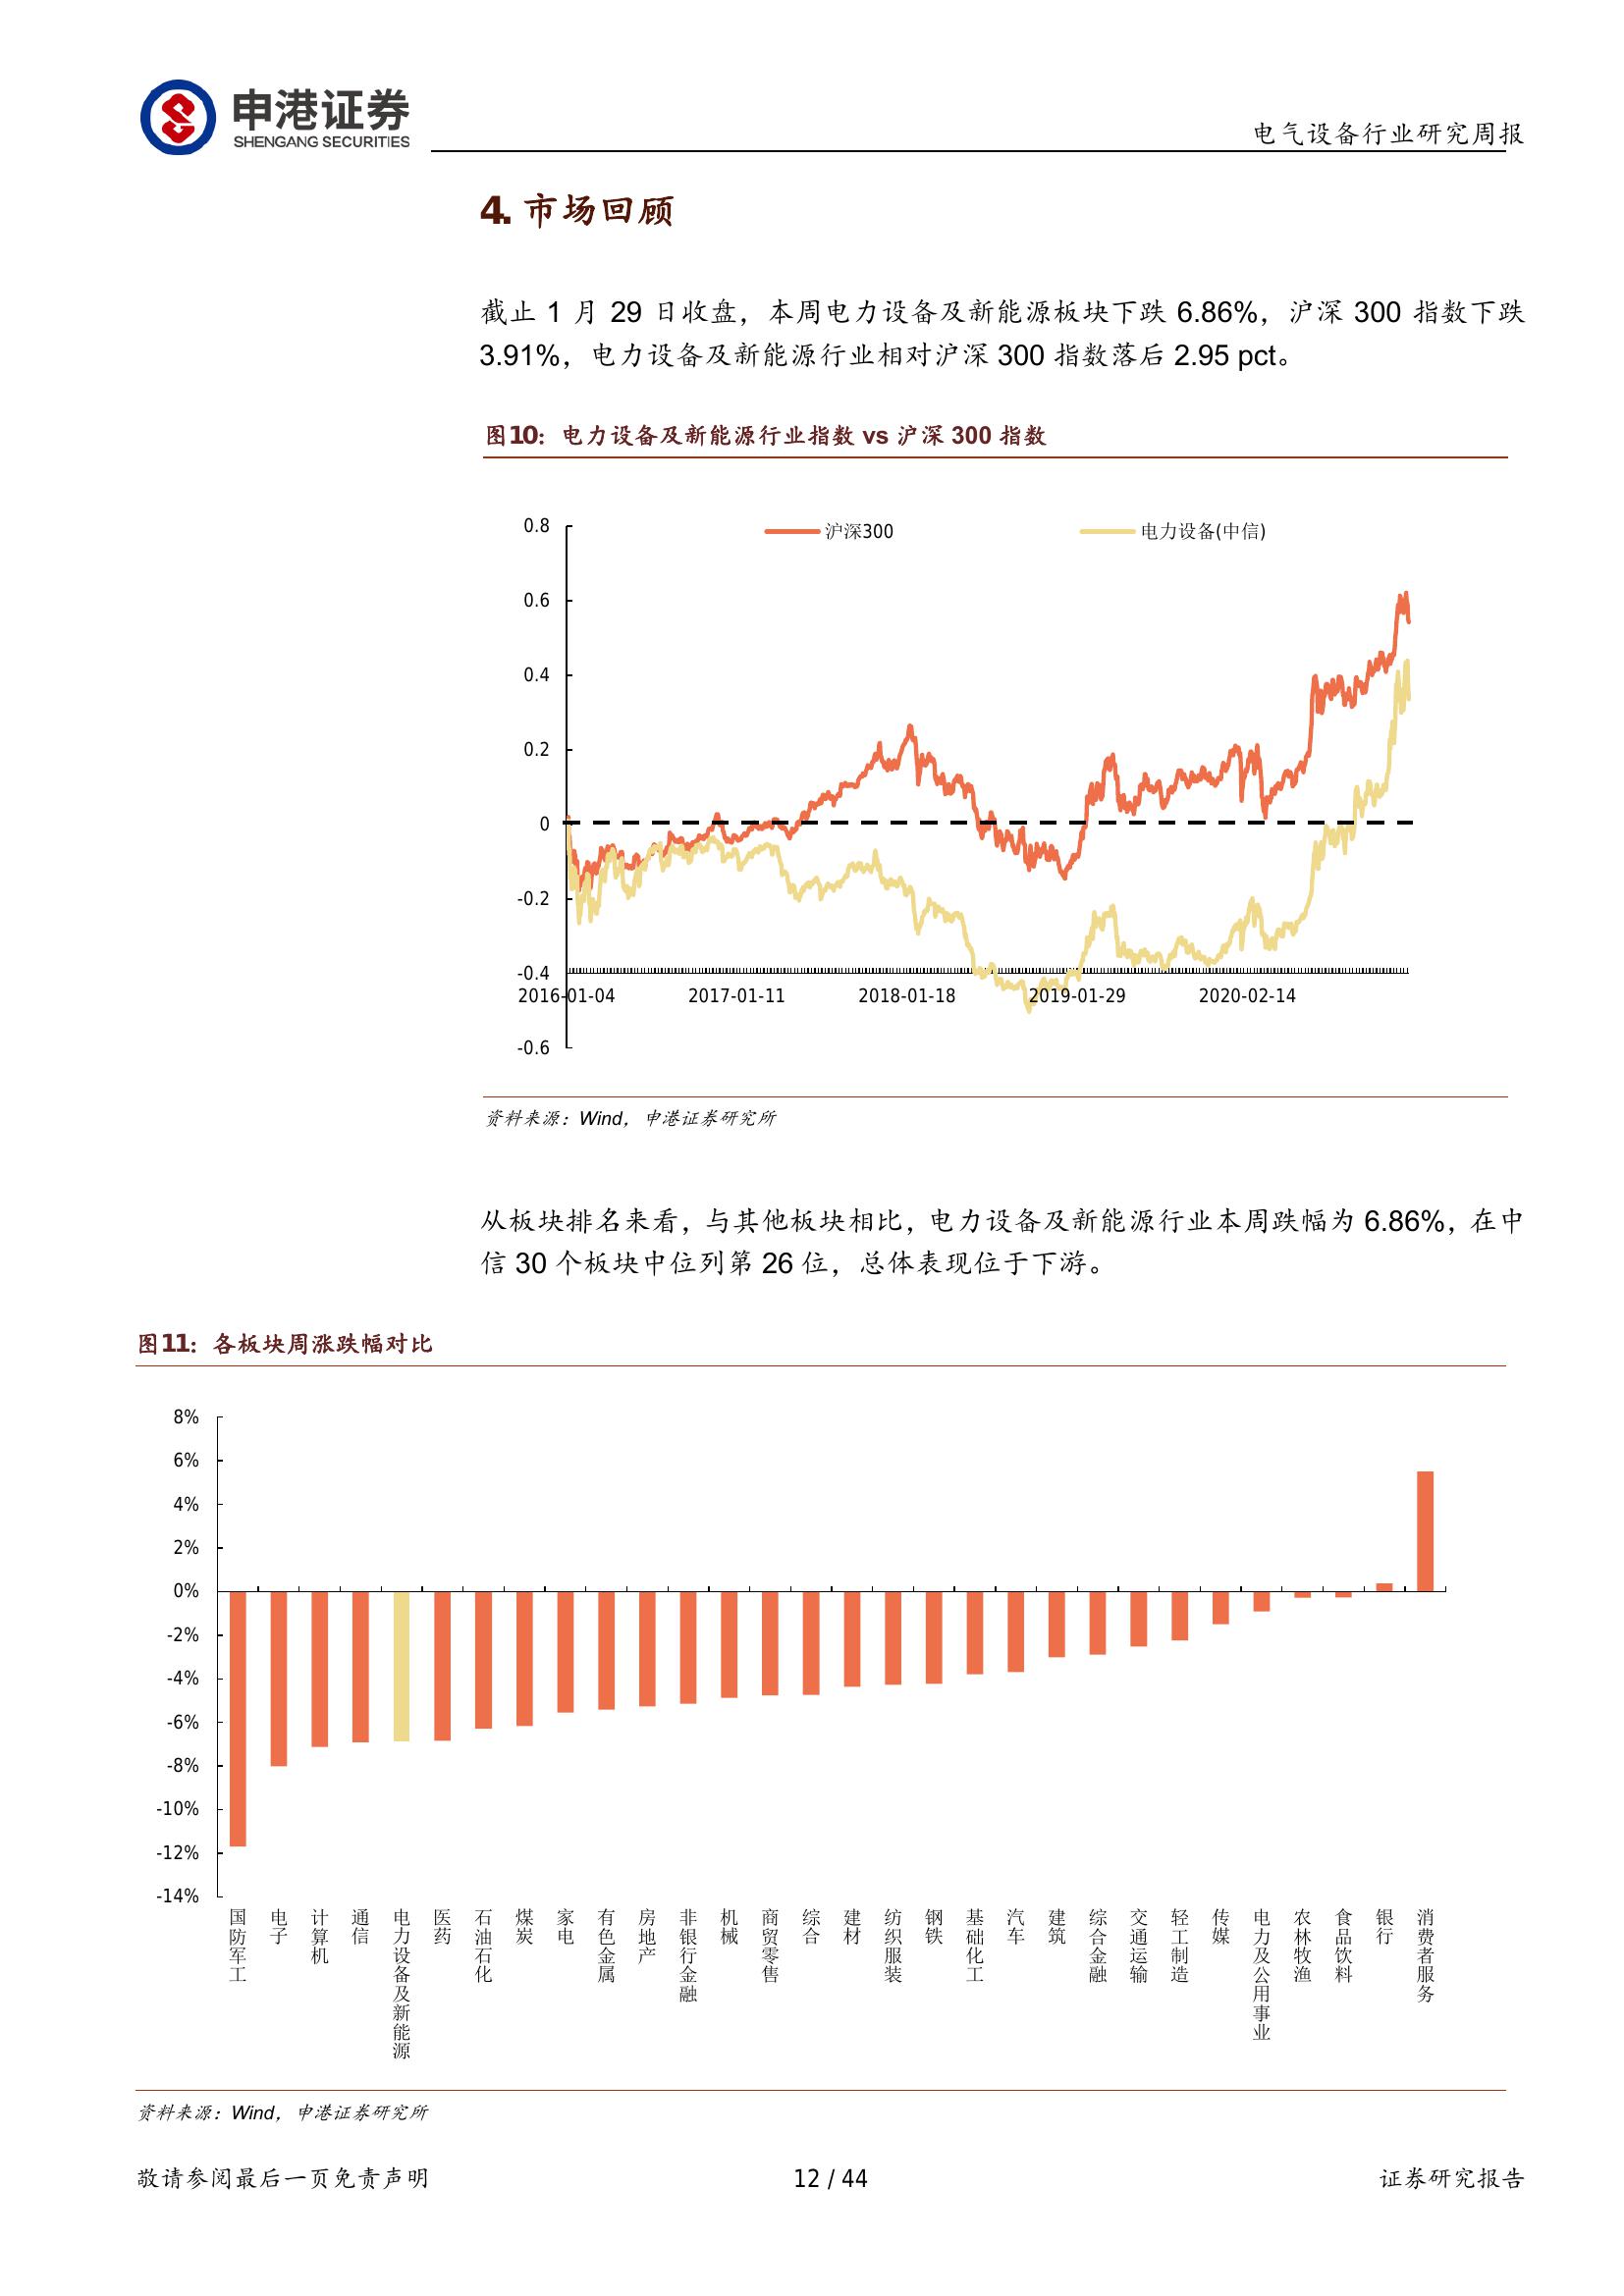 申港证券
SHENGANG SECURITIES
电气设备行业研究周报
4. 市场回顾
截止 1 月 29 日收盘，本周电力设备及新能源板块下跌 6.86%，沪深 300 指数下跌
3.91%，电力设备及新能源行业相对沪深 300 指数落后 2.95 pct。
图10：电力设备及新能源行业指数 vs 沪深 300 指数
沪深300
电力设备(中信)
0.8
0.6
0.4
0.2
0
-0.2
-0.4
-0.6
2016-01-04
2017-01-11
2018-01-18
2019-01-29
2020-02-14
资料来源：Wind，申港证券研究所
从板块排名来看，与其他板块相比，电力设备及新能源行业本周跌幅为 6.86%，在中
信 30 个板块中位列第 26 位，总体表现位于下游。
图11：各板块周涨跌幅对比
8%
6%
4%
2%
0%
-2%
-4%
-6%
-8%
-10%
-12%
-14%
国防军工
电子
计算机
通信
电力设备及新能源
医药
石油石化
煤炭
家电
有色金属
房地产
非银行金融
机械
商贸零售
综合
建材
纺织服装
钢铁
基础化工
汽车
建筑
综合金融
交通运输
轻工制造
传媒
电力及公用事业
农林牧渔
食品饮料
银行
消费者服务
资料来源：Wind，申港证券研究所
敬请参阅最后一页免责声明
12 / 44
证券研究报告